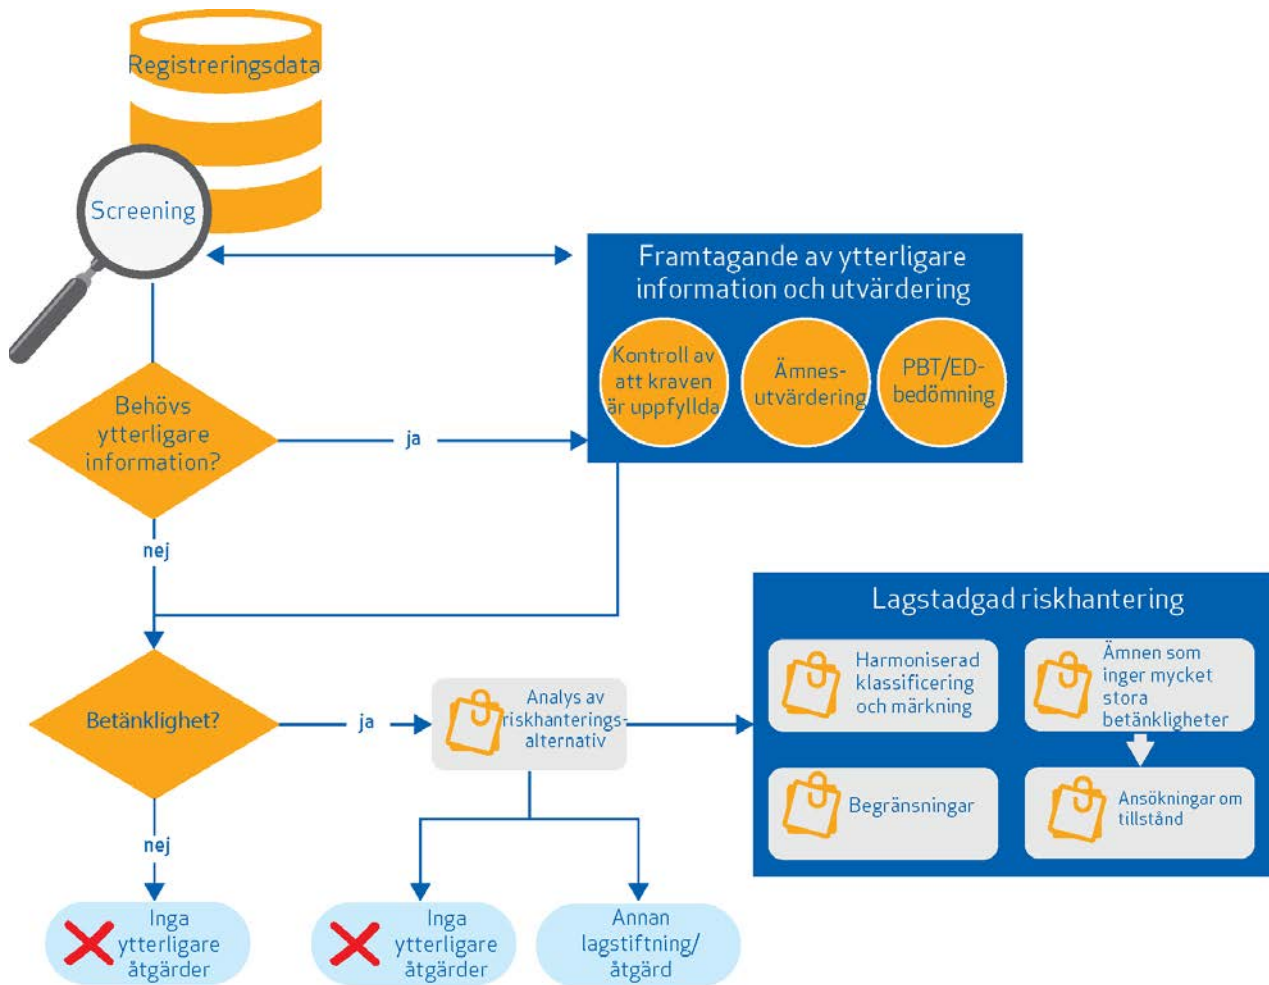 Registreringsdata
Screening
Framtagande av ytterligare
information och utvärdering
Kontroll av
att kraven
är uppfyllda
Ämnes-
utvärdering
PBT/ED-
bedömning
Behövs
ytterligare
information?
ja
nej
Lagstadgad riskhantering
Harmoniserad
klassificering
och märkning
Ämnen som
inger mycket
stora
betänkligheter
Betänklighet?
ja
Analys av
riskhanterings-
alternativ
Begränsningar
Ansökningar om
tillstånd
nej
Inga
ytterligare
åtgärder
Inga
ytterligare
åtgärder
Annan
lagstiftning/
åtgärd